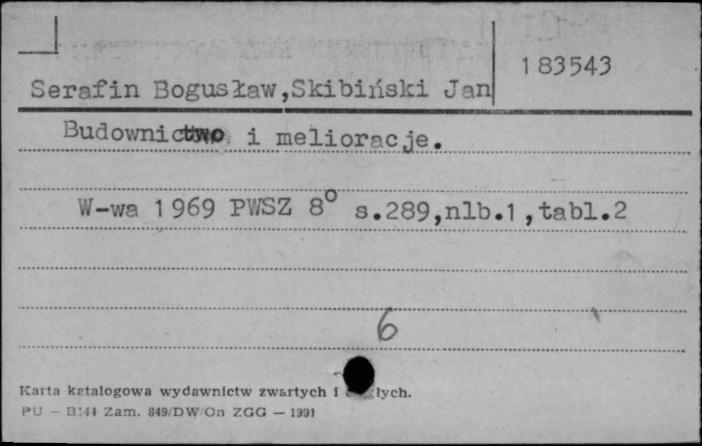 183543
Serafin Bogusław,Skibiński Jan
Budownictwo i melioracje.
W-wa 1969 PWSZ 8° s.289,nlb.1,tabl.2
6
Karta katalogowa wydawnictw zwartych i łych.
PU — B144 Zam. 849/DW/On ZGG — 1991